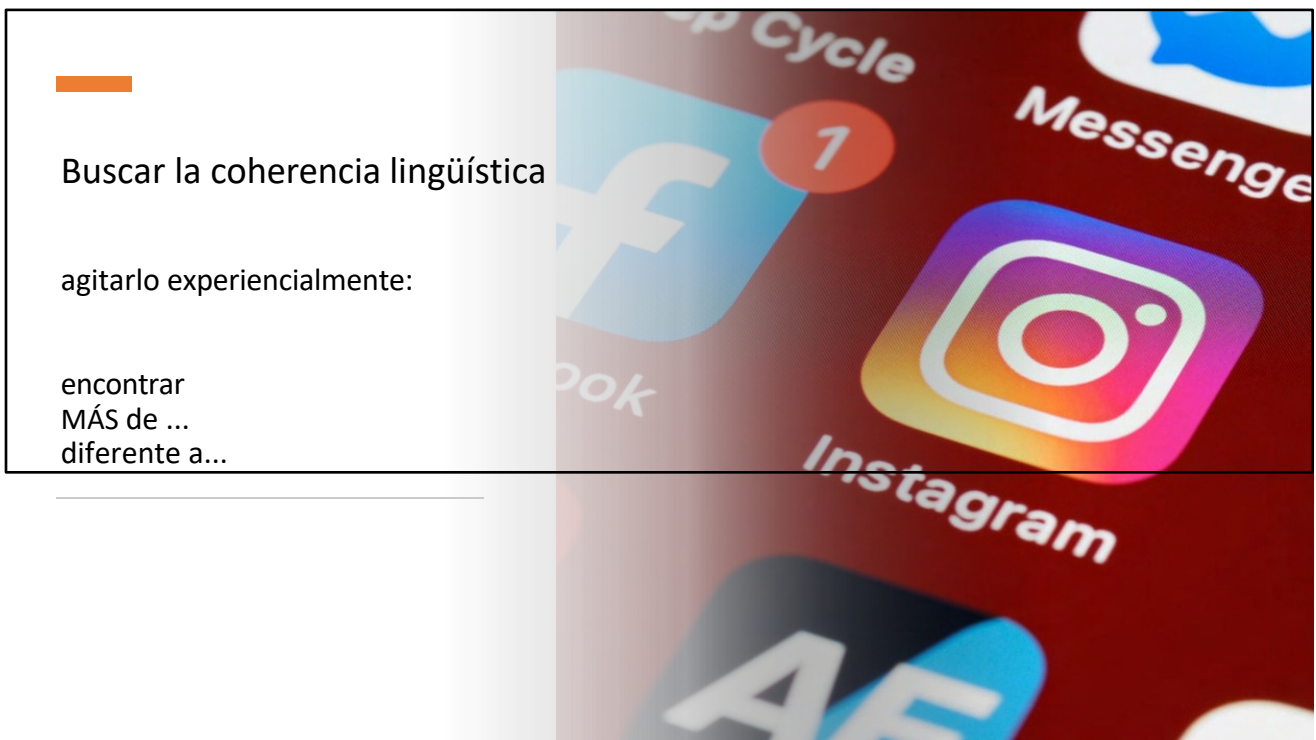 Buscar la coherencia lingüística
agitarlo experiencialmente:
encontrar
MÁS de ...
diferente a...
Cycle
1
Messenge
ook
Instagram
AF